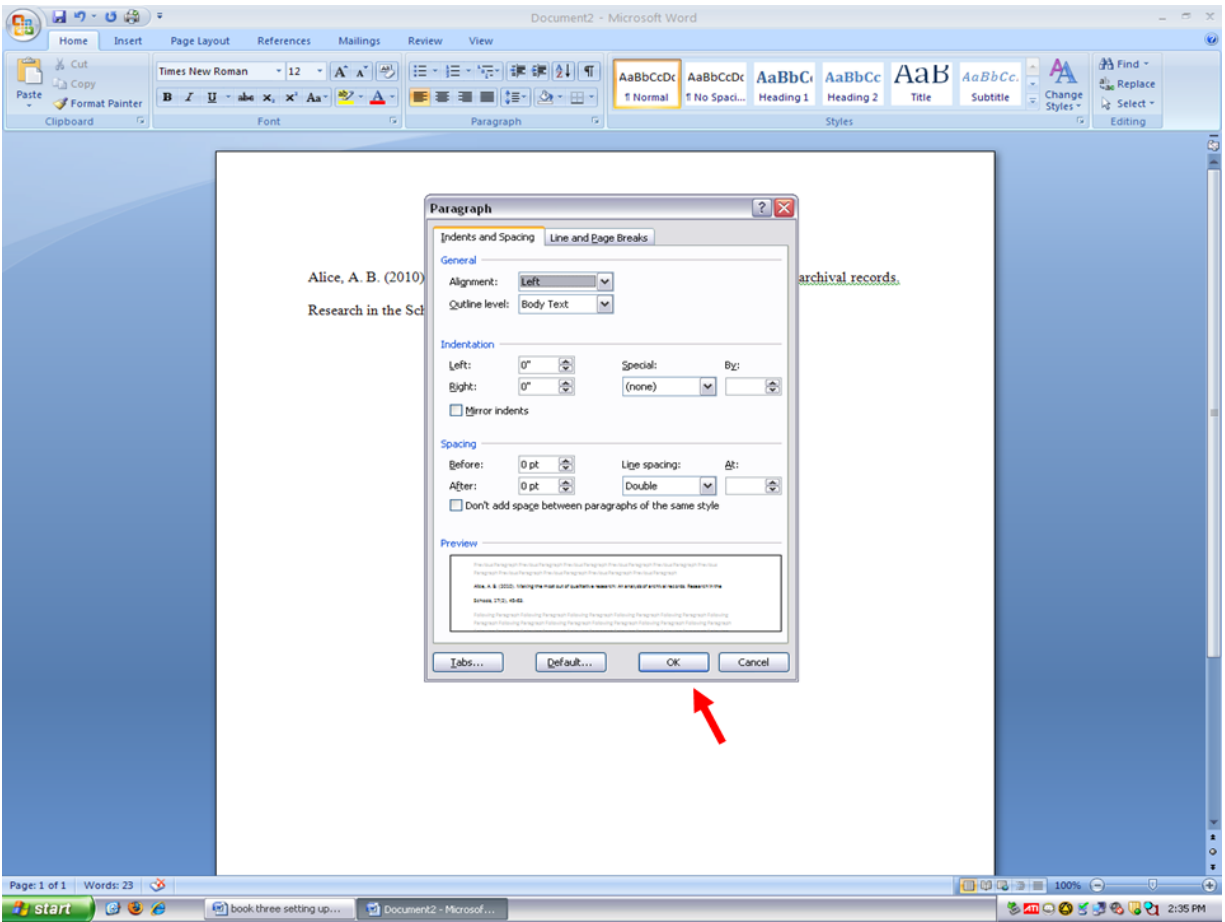 Document2 - Microsoft Word
Home Insert Page Layout References Mailings Review View
Paste
Cut
Copy
Format Painter
Clipboard
Times New Roman 12
B I U abc x₂ x² Aa
Font
Paragraph
AaBbCcDc AaBbCcDc AaBbC AaBbCc AaB AaBbCc.
¶ Normal ¶ No Spaci... Heading 1 Heading 2 Title Subtitle
Change
Styles
Styles
Find
Replace
Select
Editing
Alice, A. B. (2010)
archival records,
Research in the Sch
Paragraph
Indents and Spacing Line and Page Breaks
General
Alignment: Left
Outline level: Body Text
Indentation
Left: 0" Special: By:
Right: 0" (none)
Mirror indents
Spacing
Before: 0 pt Line spacing: At:
After: 0 pt Double
Don't add space between paragraphs of the same style
Preview
Tabs... Default... OK Cancel
Page: 1 of 1 Words: 23
100%
start book three setting up... Document2 - Microsof... ATI 2:35 PM